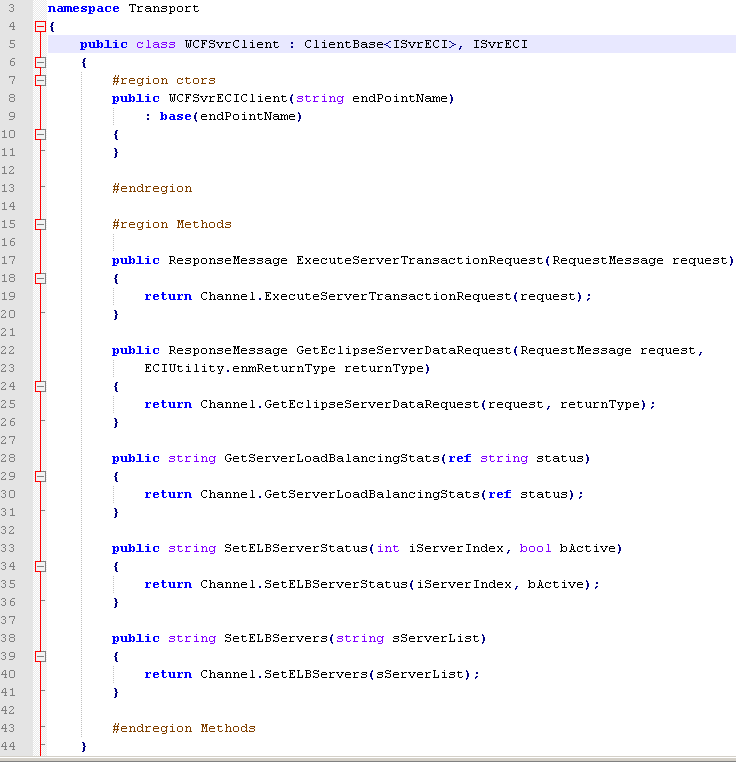 3 namespace Transport
4 {
5     public class WCFSvrClient : ClientBase<ISvrECI>, ISvrECI
6     {
7         #region ctors
8         public WCFSvrECIClient(string endPointName)
9             : base(endPointName)
10         {
11         }
12
13         #endregion
14
15         #region Methods
16
17         public ResponseMessage ExecuteServerTransactionRequest(RequestMessage request)
18         {
19             return Channel.ExecuteServerTransactionRequest(request);
20         }
21
22         public ResponseMessage GetEclipseServerDataRequest(RequestMessage request,
23             ECIUtility.enmReturnType returnType)
24         {
25             return Channel.GetEclipseServerDataRequest(request, returnType);
26         }
27
28         public string GetServerLoadBalancingStats(ref string status)
29         {
30             return Channel.GetServerLoadBalancingStats(ref status);
31         }
32
33         public string SetELBServerStatus(int iServerIndex, bool bActive)
34         {
35             return Channel.SetELBServerStatus(iServerIndex, bActive);
36         }
37
38         public string SetELBServers(string sServerList)
39         {
40             return Channel.SetELBServers(sServerList);
41         }
42
43         #endregion Methods
44     }